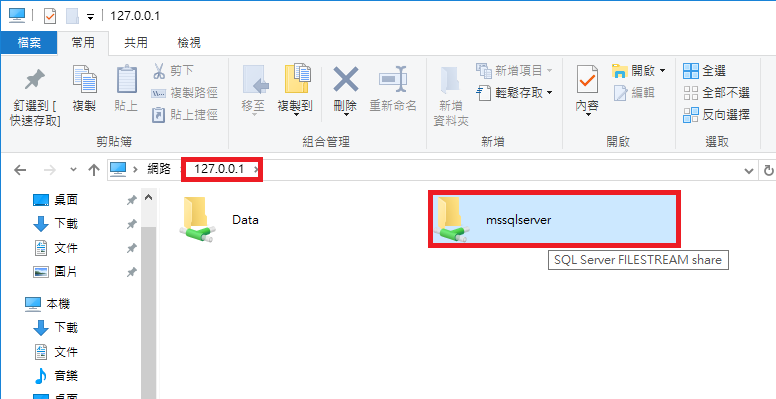 127.0.0.1
檔案
常用
共用
檢視
釘選到 [
快速存取]
複製
貼上
剪下
複製路徑
貼上捷徑
剪貼簿
移至
複製到
刪除
重新命名
組合管理
新增
資料夾
新增項目
輕鬆存取
新增
內容
開啟
編輯
開啟
全選
全部不選
反向選擇
選取
網路
127.0.0.1
桌面
下載
文件
圖片
本機
下載
文件
音樂
桌面
Data
mssqlserver
SQL Server FILESTREAM share